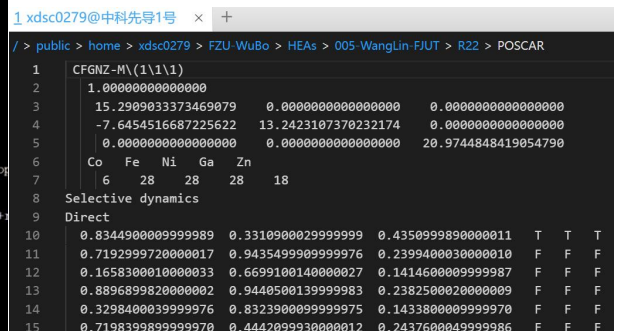 1 xdsc0279@中科先导1号 × +
/ > public > home > xdsc0279 > FZU-WuBo > HEAs > 005-WangLin-FJUT > R22 > POSCAR
1 CFGNZ-M\(1\1\1)
2 1.00000000000000
3 15.2909033373469079 0.0000000000000000 0.0000000000000000
4 -7.6454516687225622 13.2423107370232174 0.0000000000000000
5 0.0000000000000000 0.0000000000000000 20.9744848419054790
6 Co Fe Ni Ga Zn
7 6 28 28 28 18
8 Selective dynamics
9 Direct
10 0.8344900009999989 0.3310900029999999 0.4350999890000011 T T T
11 0.7192999720000017 0.9435499909999976 0.2399400030000010 F F F
12 0.1658300010000033 0.6699100140000027 0.1414600009999987 F F F
13 0.8896899820000002 0.9440500139999983 0.2382500020000009 F F F
14 0.3298400039999976 0.8323900099999975 0.1433800009999970 F F F
15 0.7198399899999970 0.4442099930000012 0.2437600049999986 F F F